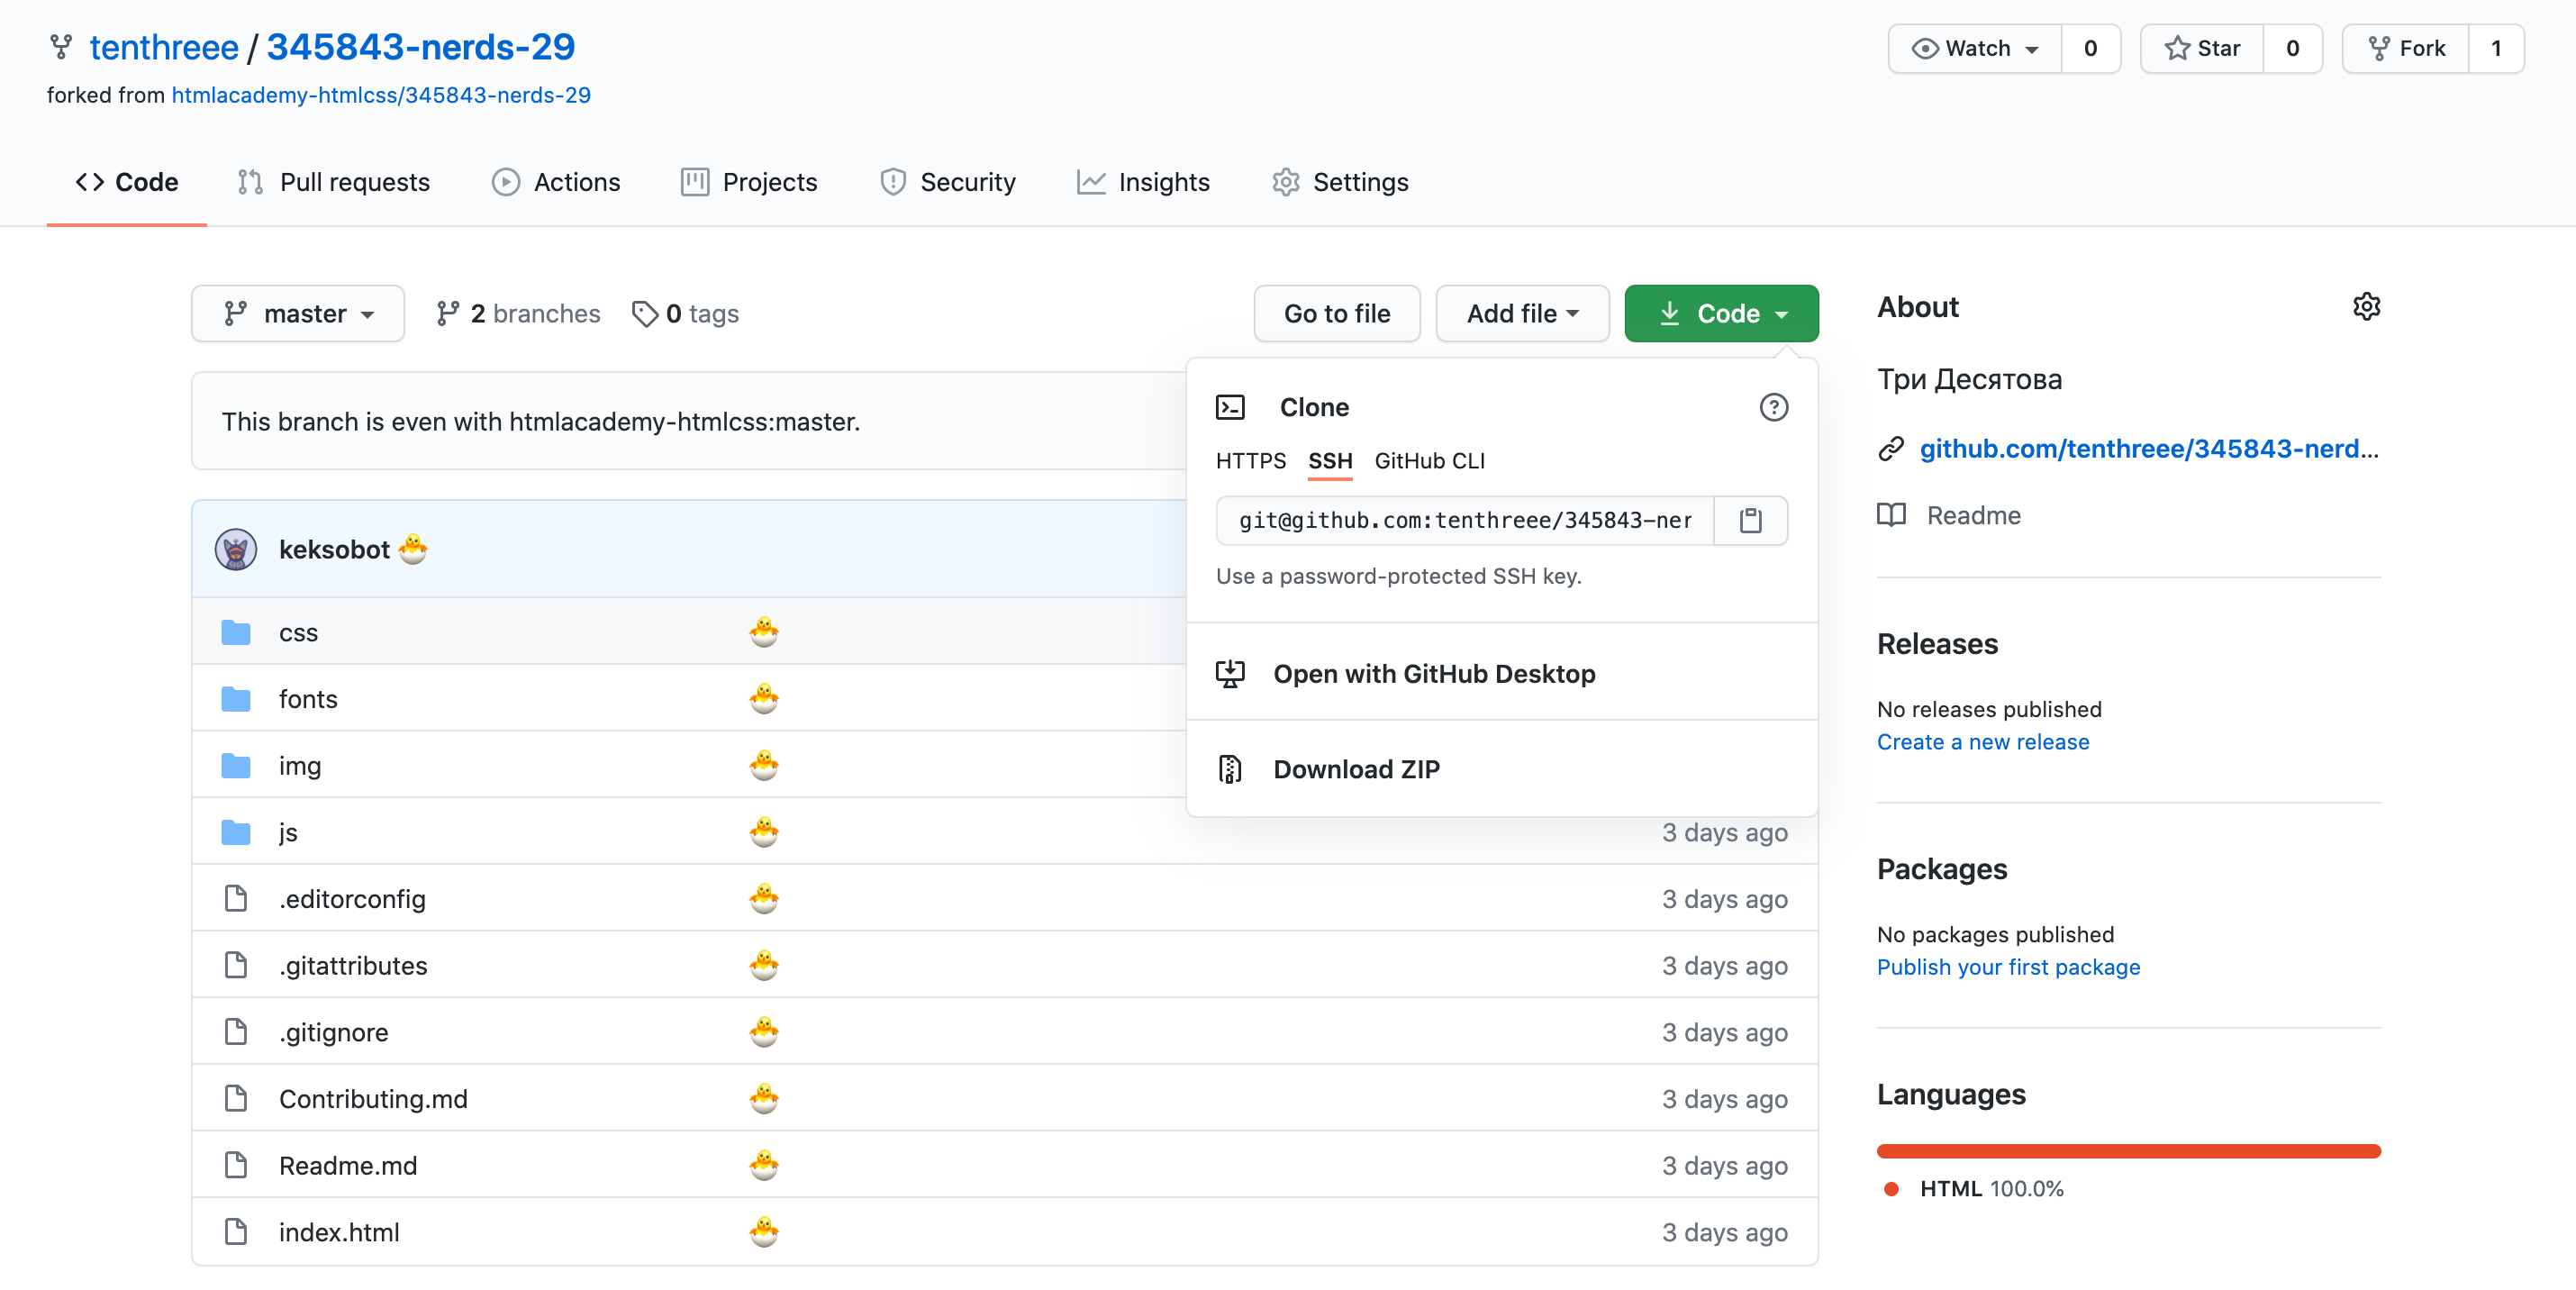 tenthreee / 345843-nerds-29
forked from htmlacademy-htmlcss/345843-nerds-29
Watch 0
Star 0
Fork 1
Code Pull requests Actions Projects Security Insights Settings
master 2 branches 0 tags
Go to file Add file Code
This branch is even with htmlacademy-htmlcss:master.
keksobot 🐣
css 🐣
fonts 🐣
img 🐣
js 🐣 3 days ago
.editorconfig 🐣 3 days ago
.gitattributes 🐣 3 days ago
.gitignore 🐣 3 days ago
Contributing.md 🐣 3 days ago
Readme.md 🐣 3 days ago
index.html 🐣 3 days ago
Clone
HTTPS SSH GitHub CLI
git@github.com:tenthreee/345843-ner
Use a password-protected SSH key.
Open with GitHub Desktop
Download ZIP
About
Три Десятова
github.com/tenthreee/345843-nerd...
Readme
Releases
No releases published
Create a new release
Packages
No packages published
Publish your first package
Languages
HTML 100.0%